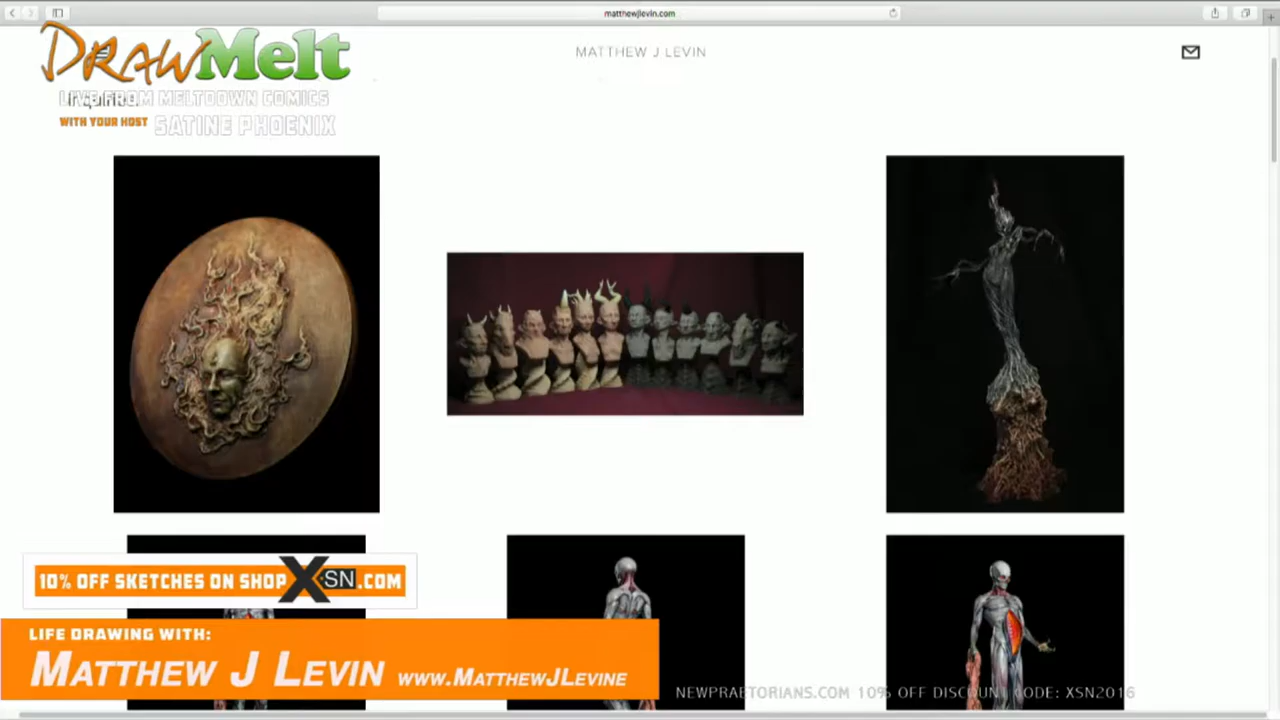 matthewjlevin.com
MATTHEW J LEVIN
DRAWMelt
LIVE FROM MELTDOWN COMICS
WITH YOUR HOST SATINE PHOENIX
10% OFF SKETCHES ON SHOP XSN.COM
LIFE DRAWING WITH:
MATTHEW J LEVIN WWW.MATTHEWJLEVINE
NEWPRAETORIANS.COM 10% OFF DISCOUNT CODE: XSN2016